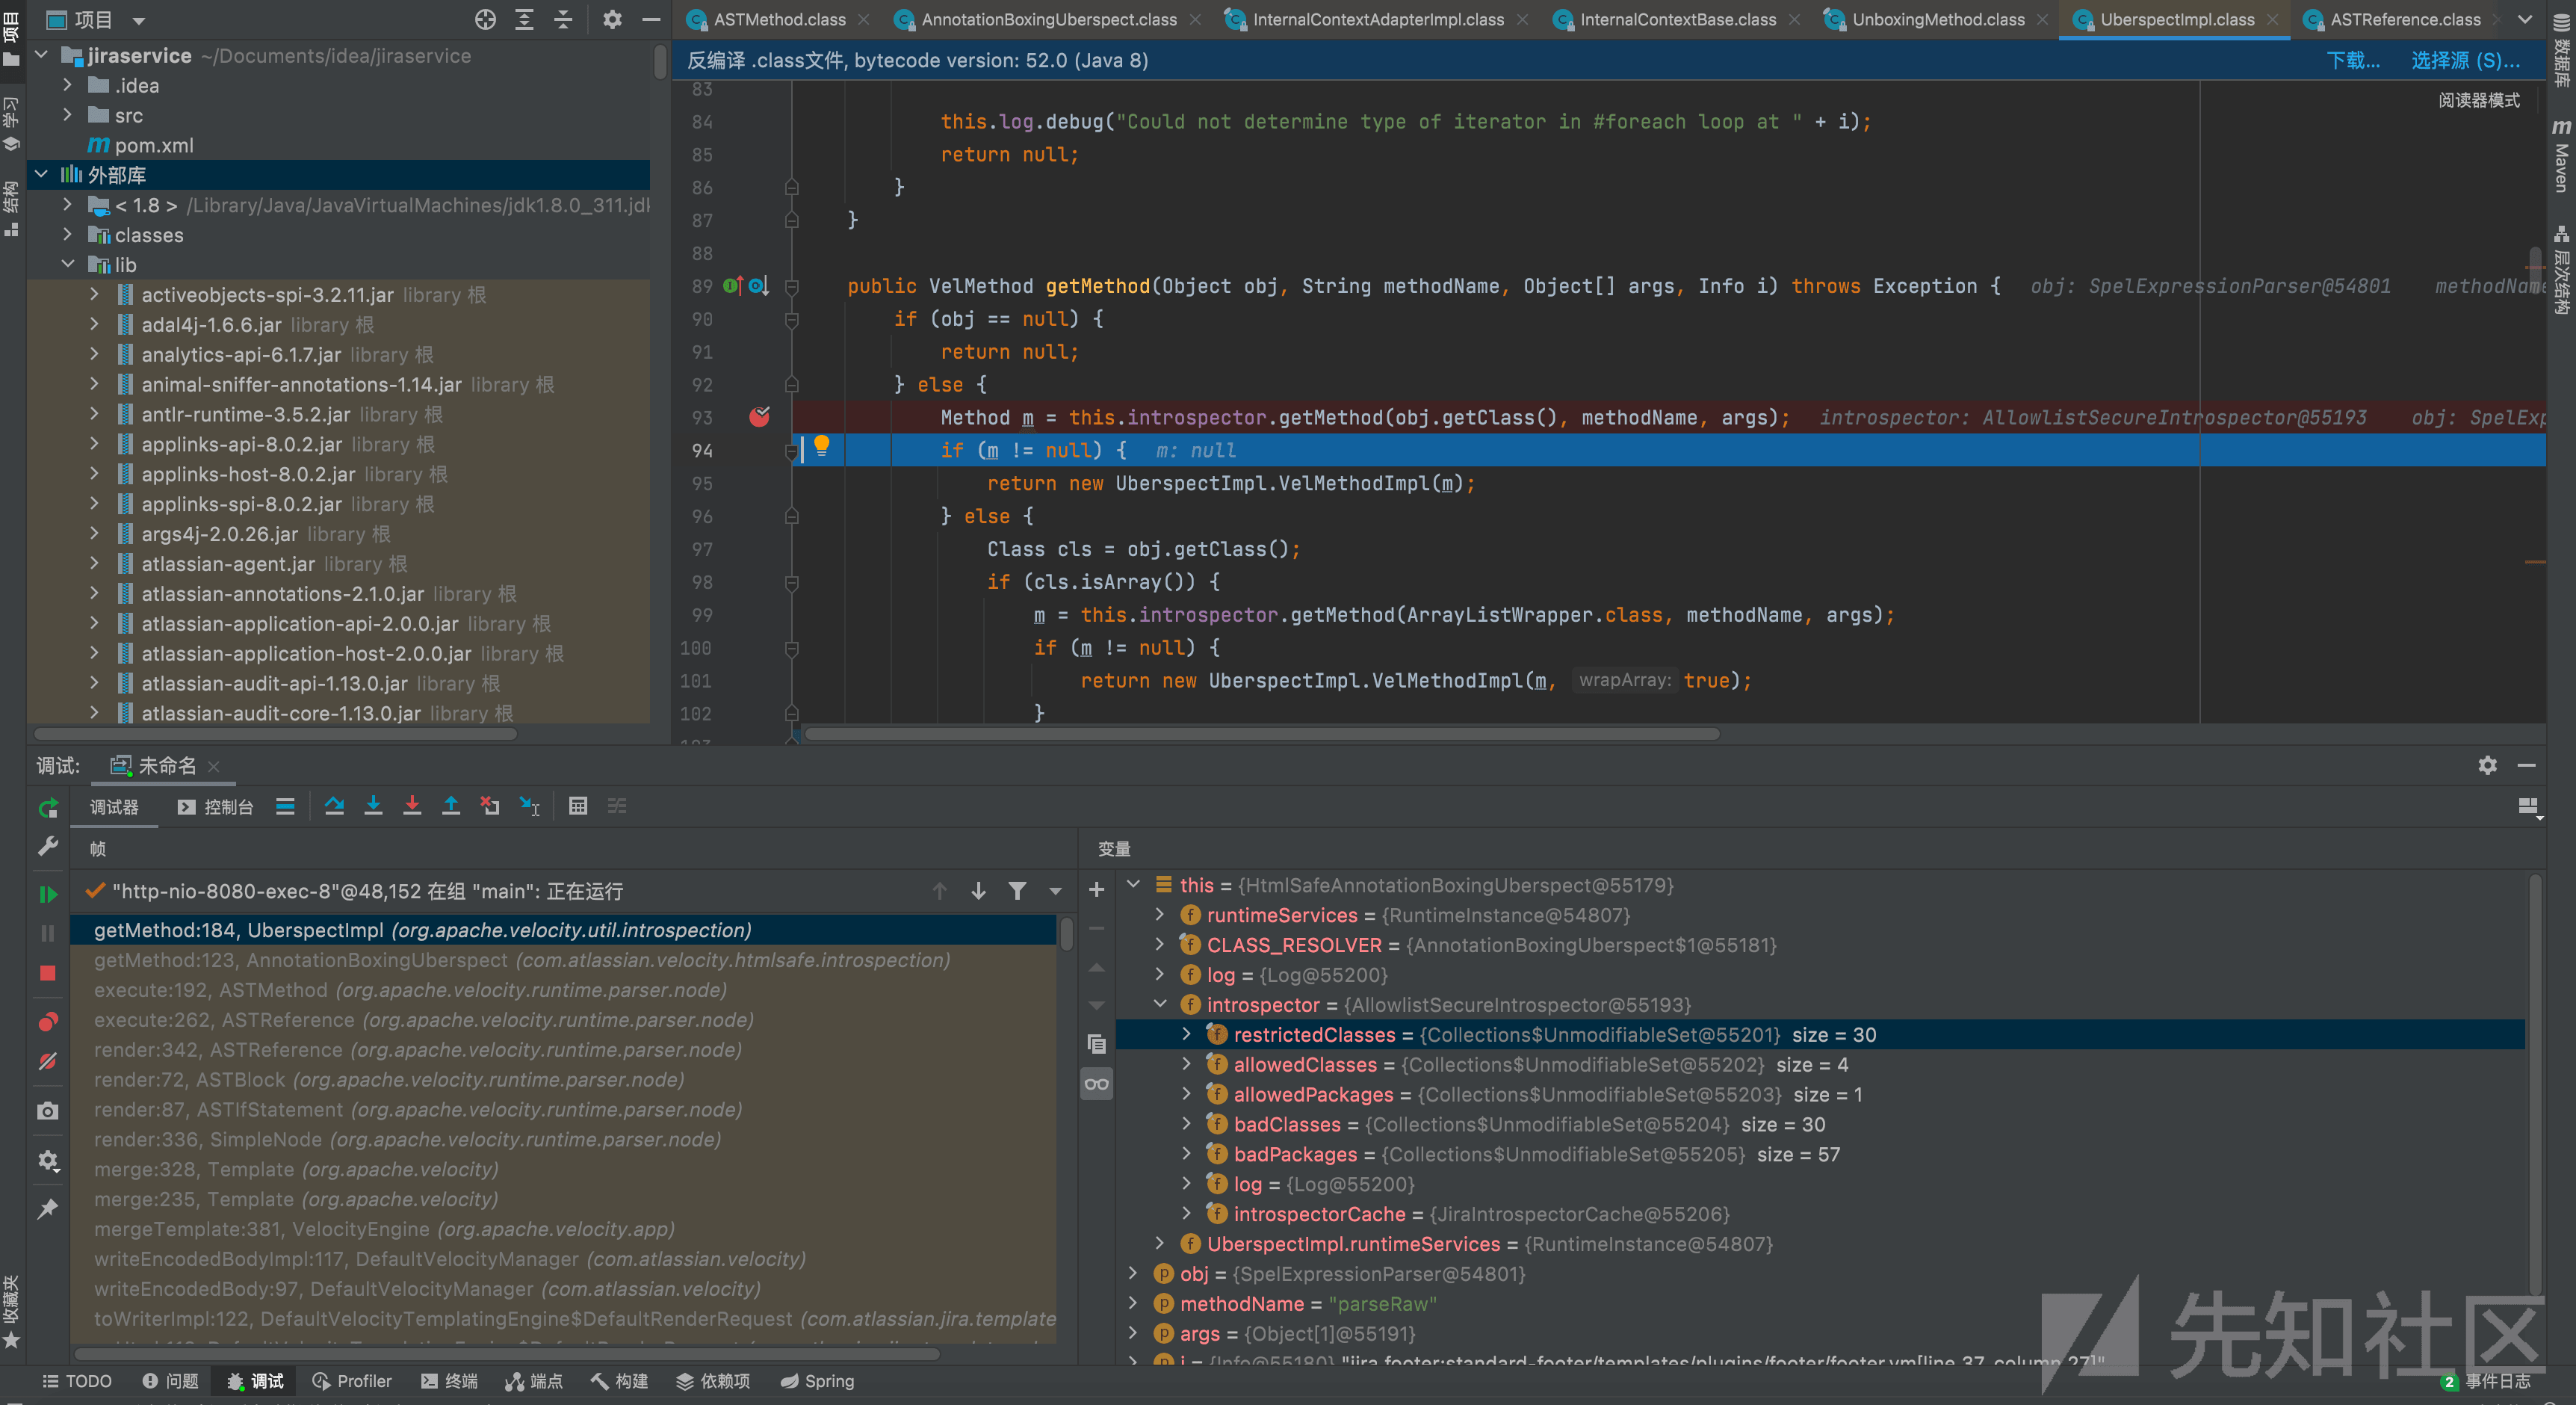 项目
ASTMethod.class
AnnotationBoxingUberspect.class
InternalContextAdapterImpl.class
InternalContextBase.class
UnboxingMethod.class
UberspectImpl.class
ASTReference.class
反编译 .class文件, bytecode version: 52.0 (Java 8)
下载...
选择源 (S)...
阅读器模式
项目
学习
结构
收藏夹
数据库
Maven
层次结构
jiraservice ~/Documents/idea/jiraservice
.idea
src
pom.xml
外部库
< 1.8 > /Library/Java/JavaVirtualMachines/jdk1.8.0_311.jd
classes
lib
activeobjects-spi-3.2.11.jar library 根
adal4j-1.6.6.jar library 根
analytics-api-6.1.7.jar library 根
animal-sniffer-annotations-1.14.jar library 根
antlr-runtime-3.5.2.jar library 根
applinks-api-8.0.2.jar library 根
applinks-host-8.0.2.jar library 根
applinks-spi-8.0.2.jar library 根
args4j-2.0.26.jar library 根
atlassian-agent.jar library 根
atlassian-annotations-2.1.0.jar library 根
atlassian-application-api-2.0.0.jar library 根
atlassian-application-host-2.0.0.jar library 根
atlassian-audit-api-1.13.0.jar library 根
atlassian-audit-core-1.13.0.jar library 根
83
84 this.log.debug("Could not determine type of iterator in #foreach loop at " + i);
85 return null;
86 }
87 }
88
89 public VelMethod getMethod(Object obj, String methodName, Object[] args, Info i) throws Exception { obj: SpelExpressionParser@54801 methodName
90 if (obj == null) {
91 return null;
92 } else {
93 Method m = this.introspector.getMethod(obj.getClass(), methodName, args); introspector: AllowlistSecureIntrospector@55193 obj: SpelExp
94 if (m != null) { m: null
95 return new UberspectImpl.VelMethodImpl(m);
96 } else {
97 Class cls = obj.getClass();
98 if (cls.isArray()) {
99 m = this.introspector.getMethod(ArrayListWrapper.class, methodName, args);
100 if (m != null) {
101 return new UberspectImpl.VelMethodImpl(m, wrapArray: true);
102 }
调试: 未命名
调试器 控制台
帧
"http-nio-8080-exec-8"@48,152 在组 "main": 正在运行
getMethod:184, UberspectImpl (org.apache.velocity.util.introspection)
getMethod:123, AnnotationBoxingUberspect (com.atlassian.velocity.htmlsafe.introspection)
execute:192, ASTMethod (org.apache.velocity.runtime.parser.node)
execute:262, ASTReference (org.apache.velocity.runtime.parser.node)
render:342, ASTReference (org.apache.velocity.runtime.parser.node)
render:72, ASTBlock (org.apache.velocity.runtime.parser.node)
render:87, ASTIfStatement (org.apache.velocity.runtime.parser.node)
render:336, SimpleNode (org.apache.velocity.runtime.parser.node)
merge:328, Template (org.apache.velocity)
merge:235, Template (org.apache.velocity)
mergeTemplate:381, VelocityEngine (org.apache.velocity.app)
writeEncodedBodyImpl:117, DefaultVelocityManager (com.atlassian.velocity)
writeEncodedBody:97, DefaultVelocityManager (com.atlassian.velocity)
toWriterImpl:122, DefaultVelocityTemplatingEngine$DefaultRenderRequest (com.atlassian.jira.template
变量
this = {HtmlSafeAnnotationBoxingUberspect@55179}
runtimeServices = {RuntimeInstance@54807}
CLASS_RESOLVER = {AnnotationBoxingUberspect$1@55181}
log = {Log@55200}
introspector = {AllowlistSecureIntrospector@55193}
restrictedClasses = {Collections$UnmodifiableSet@55201} size = 30
allowedClasses = {Collections$UnmodifiableSet@55202} size = 4
allowedPackages = {Collections$UnmodifiableSet@55203} size = 1
badClasses = {Collections$UnmodifiableSet@55204} size = 30
badPackages = {Collections$UnmodifiableSet@55205} size = 57
log = {Log@55200}
introspectorCache = {JiraIntrospectorCache@55206}
UberspectImpl.runtimeServices = {RuntimeInstance@54807}
obj = {SpelExpressionParser@54801}
methodName = "parseRaw"
args = {Object[1]@55191}
i = {Info@55180} "jira.footer:standard-footer/templates/plugins/footer/footer.vm[line 37, column 27]"
先知社区
TODO 问题 调试 Profiler 终端 端点 构建 依赖项 Spring
2 事件日志